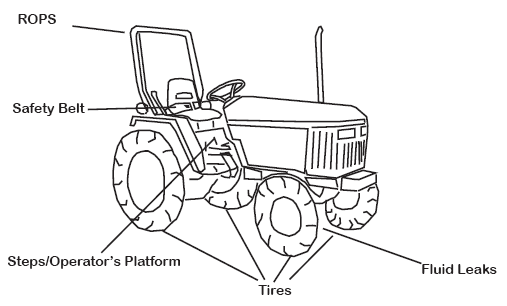 ROPS
Safety Belt
Steps/Operator's Platform
Fluid Leaks
Tires